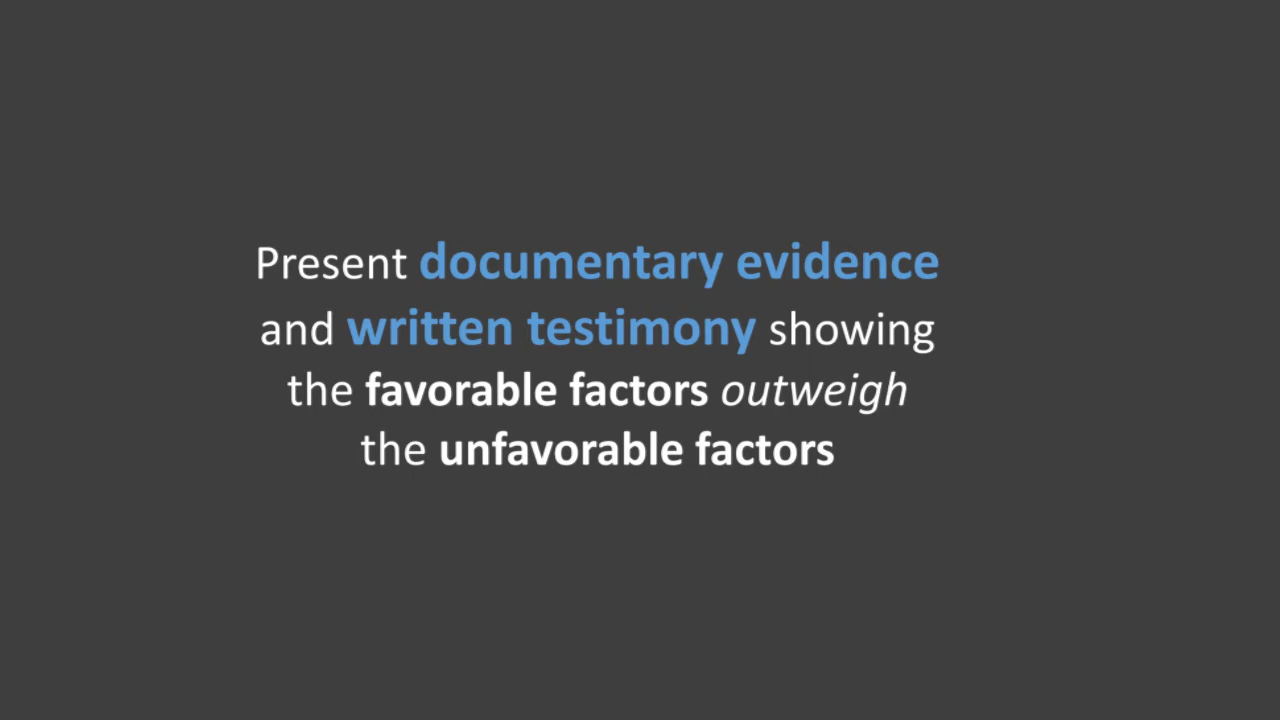 Present documentary evidence
and written testimony showing
the favorable factors outweigh
the unfavorable factors